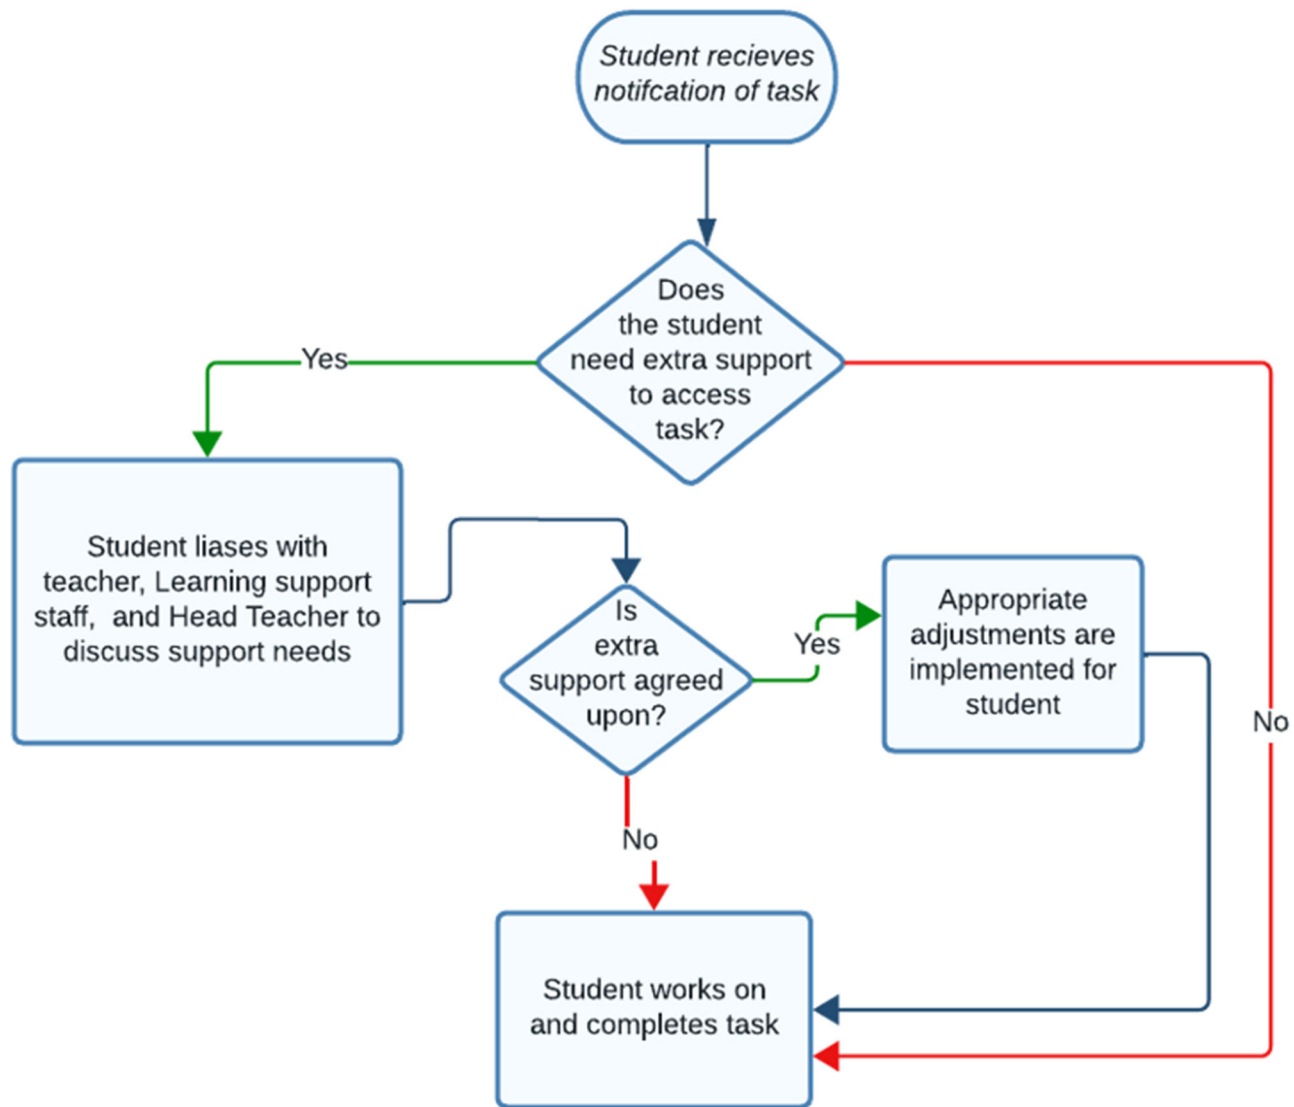 Student recieves
notifcation of task
Does
the student
need extra support
to access
task?
Yes
Student liases with
teacher, Learning support
staff,  and Head Teacher to
discuss support needs
Is
extra
support agreed
upon?
Yes
Appropriate
adjustments are
implemented for
student
No
No
Student works on
and completes task